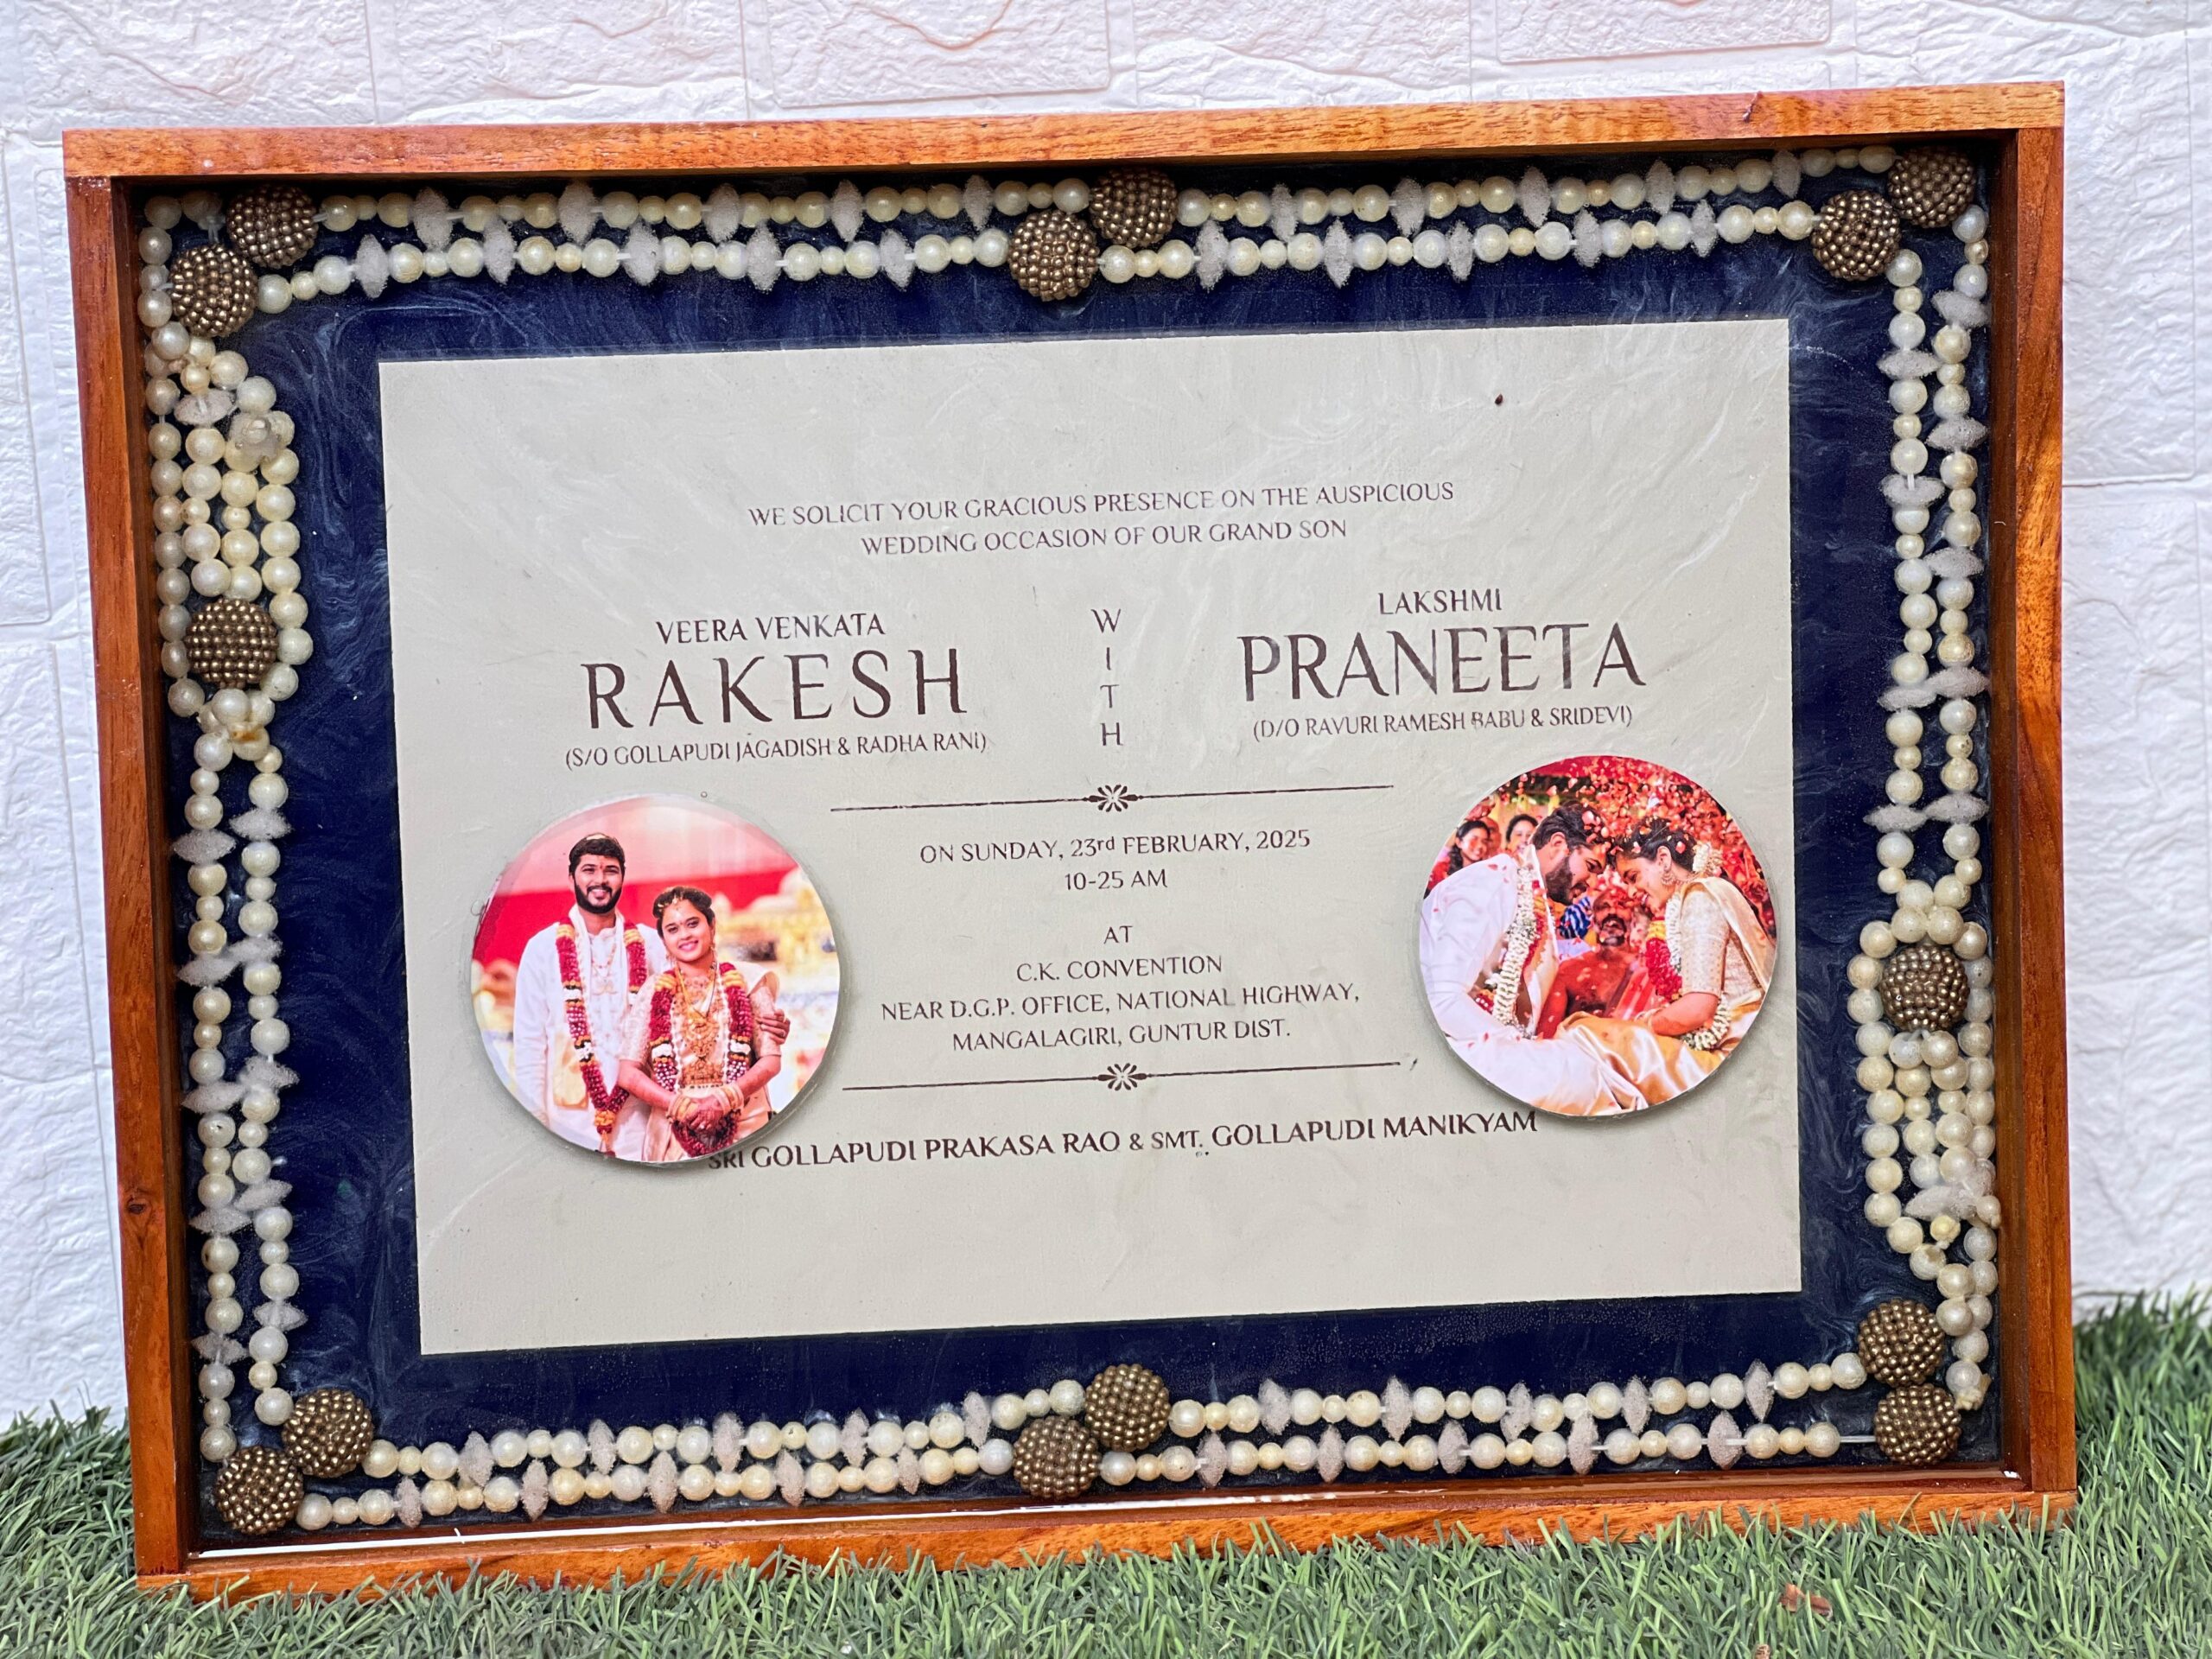 WE SOLICIT YOUR GRACIOUS PRESENCE ON THE AUSPICIOUS
WEDDING OCCASION OF OUR GRAND SON
VEERA VENKATA
RAKESH
(S/O GOLLAPUDI JAGADISH & RADHA RANI)
WITH
LAKSHMI
PRANEETA
(D/O RAVURI RAMESH BABU & SRIDEVI)
ON SUNDAY, 23rd FEBRUARY, 2025
10-25 AM
AT
C.K. CONVENTION
NEAR D.G.P. OFFICE, NATIONAL HIGHWAY,
MANGALAGIRI, GUNTUR DIST.
SRI GOLLAPUDI PRAKASA RAO & SMT. GOLLAPUDI MANIKYAM